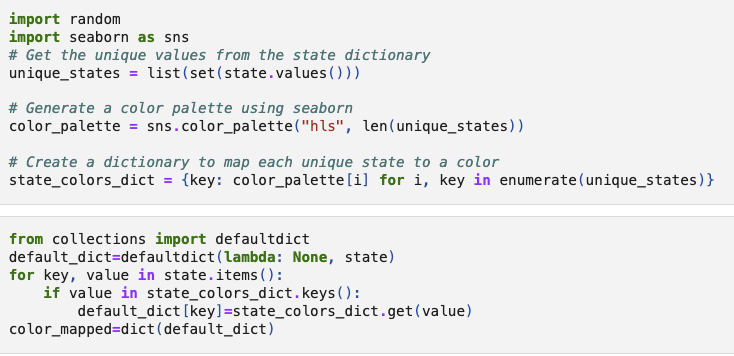 import random
import seaborn as sns
# Get the unique values from the state dictionary
unique_states = list(set(state.values()))
# Generate a color palette using seaborn
color_palette = sns.color_palette("hls", len(unique_states))
# Create a dictionary to map each unique state to a color
state_colors_dict = {key: color_palette[i] for i, key in enumerate(unique_states)}
from collections import defaultdict
default_dict=defaultdict(lambda: None, state)
for key, value in state.items():
    if value in state_colors_dict.keys():
        default_dict[key]=state_colors_dict.get(value)
color_mapped=dict(default_dict)